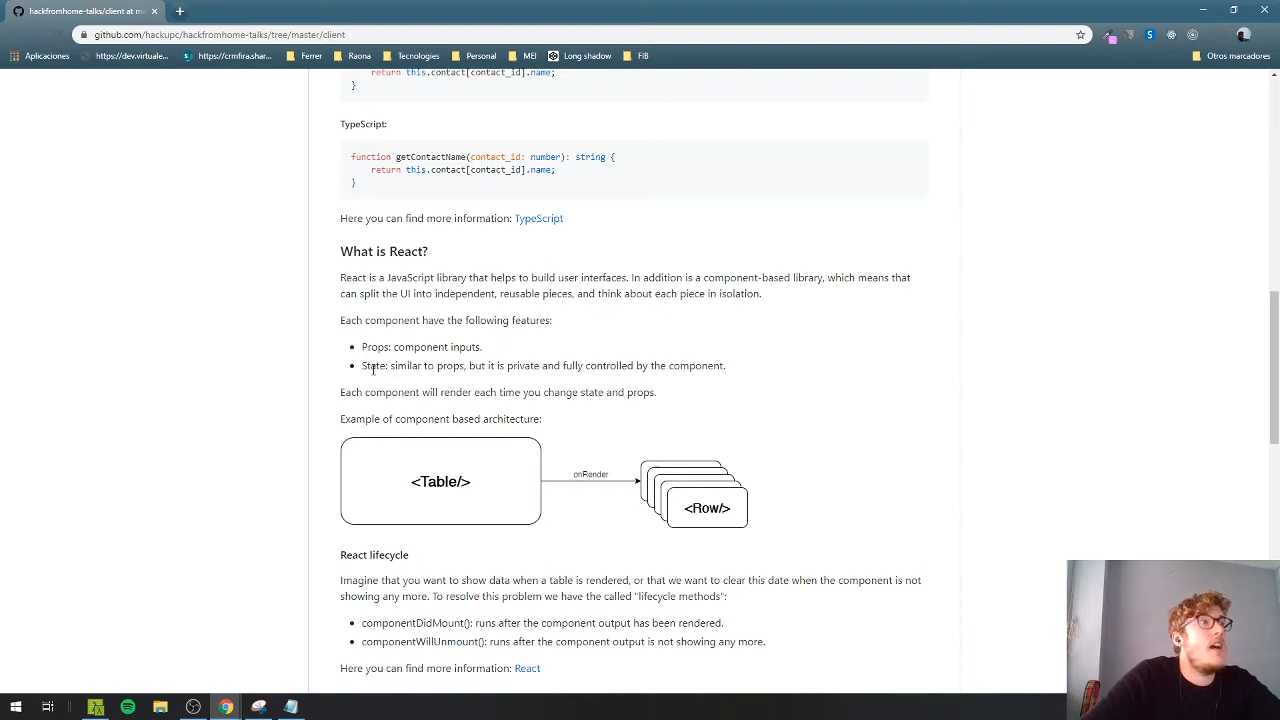 hackfromhome-talks/client at ma
github.com/hackupc/hackfromhome-talks/tree/master/client
Aplicaciones
https://dev.virtuale...
https://crmfira.shar...
Ferrer
Raona
Tecnologies
Personal
MEI
Long shadow
FIB
Otros marcadores
return this.contact[contact_id].name;
}
TypeScript:
function getContactName(contact_id: number): string {
return this.contact[contact_id].name;
}
Here you can find more information: TypeScript
What is React?
React is a JavaScript library that helps to build user interfaces. In addition is a component-based library, which means that
can split the UI into independent, reusable pieces, and think about each piece in isolation.
Each component have the following features:
Props: component inputs.
State: similar to props, but it is private and fully controlled by the component.
Each component will render each time you change state and props.
Example of component based architecture:
<Table/>
onRender
<Row/>
React lifecycle
Imagine that you want to show data when a table is rendered, or that we want to clear this date when the component is not
showing any more. To resolve this problem we have the called "lifecycle methods":
componentDidMount(): runs after the component output has been rendered.
componentWillUnmount(): runs after the component output is not showing any more.
Here you can find more information: React